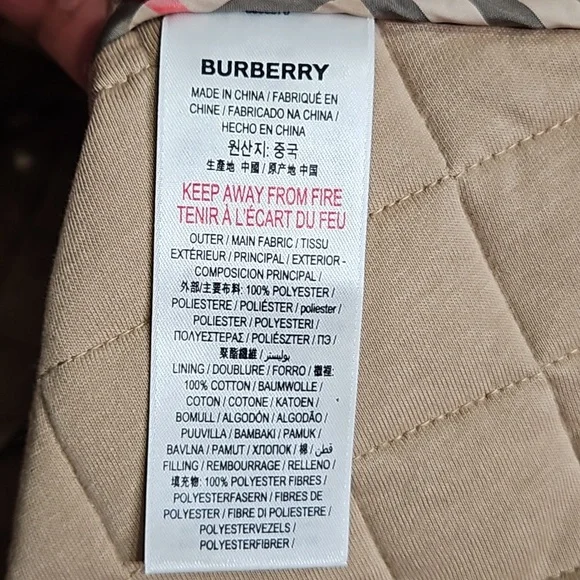 BURBERRY
MADE IN CHINA / FABRIQUÉ EN
CHINE / FABRICADO NA CHINA /
HECHO EN CHINA
원산지: 중국
生產地 中國 / 原产地 中国
KEEP AWAY FROM FIRE
TENIR À L'ÉCART DU FEU
OUTER / MAIN FABRIC / TISSU
EXTÉRIEUR / PRINCIPAL / EXTERIOR -
COMPOSICION PRINCIPAL /
外部/主要布料: 100% POLYESTER /
POLIESTERE / POLIÉSTER / poliester /
POLIESTER / POLYESTERI /
ΠΟΛΥΕΣΤΕΡΑΣ / POLIÉSZTER / ПЭ /
聚酯纖維 / بوليستر /
LINING / DOUBLURE / FORRO / 襯裡:
100% COTTON / BAUMWOLLE /
COTON / COTONE / KATOEN /
BOMULL / ALGODÓN / ALGODÃO /
PUUVILLA / BAMBAKI / PAMUK /
BAVLNA / PAMUT / ХЛОПОК / 棉 / قطن /
FILLING / REMBOURRAGE / RELLENO /
填充物: 100% POLYESTER FIBRES /
POLYESTERFASERN / FIBRES DE
POLYESTER / FIBRE DI POLIESTERE /
POLYESTERVEZELS /
POLYESTERFIBRER /